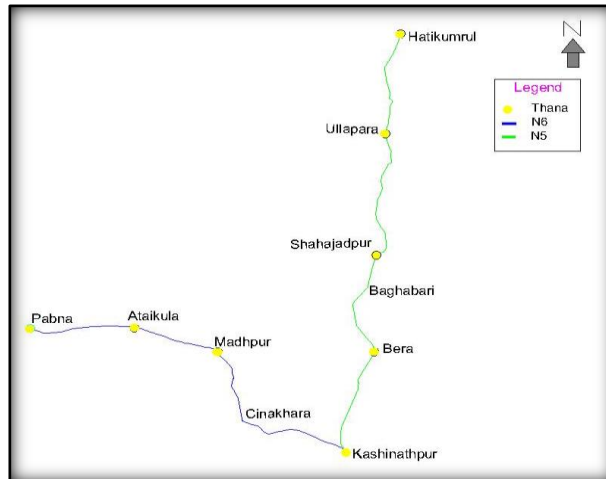 N
Hatikumrul
Legend
Thana
N6
N5
Ullapara
Shahajadpur
Baghabari
Pabna
Ataikula
Madhpur
Bera
Cinakhara
Kashinathpur